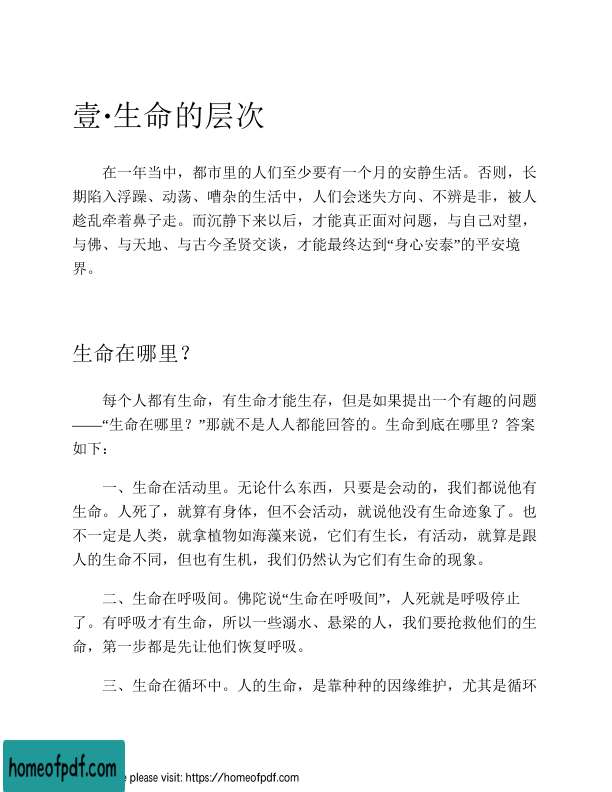 壹·生命的层次
在一年当中，都市里的人们至少要有一个月的安静生活。否则，长
期陷入浮躁、动荡、嘈杂的生活中，人们会迷失方向、不辨是非，被人
趁乱牵着鼻子走。而沉静下来以后，才能真正面对问题，与自己对望，
与佛、与天地、与古今圣贤交谈，才能最终达到“身心安泰”的平安境
界。
生命在哪里？
每个人都有生命，有生命才能生存，但是如果提出一个有趣的问题
——“生命在哪里？”那就不是人人都能回答的。生命到底在哪里？答案
如下：
一、生命在活动里。无论什么东西，只要是会动的，我们都说他有
生命。人死了，就算有身体，但不会活动，就说他没有生命迹象了。也
不一定是人类，就拿植物如海藻来说，它们有生长，有活动，就算是跟
人的生命不同，但也有生机，我们仍然认为它们有生命的现象。
二、生命在呼吸间。佛陀说“生命在呼吸间”，人死就是呼吸停止
了。有呼吸才有生命，所以一些溺水、悬梁的人，我们要抢救他们的生
命，第一步都是先让他们恢复呼吸。
三、生命在循环中。人的生命，是靠种种的因缘维护，尤其是循环
homeofpdf.com
please visit: https://homeofpdf.com